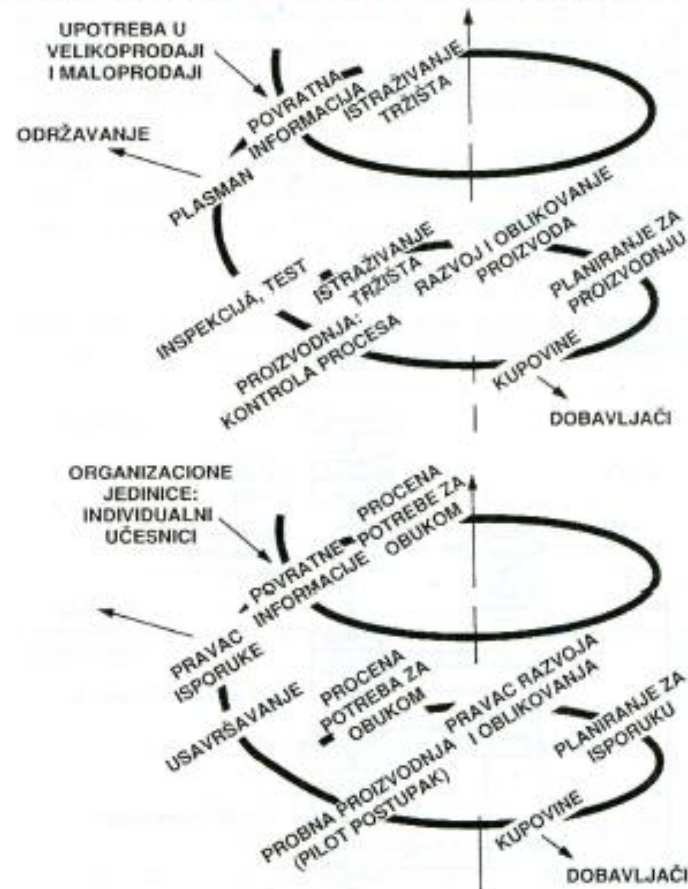 UPOTREBA U
VELIKOPRODAJI
I MALOPRODAJI
POVRATNA
INFORMACIJA
ISTRAŽIVANJE
TRŽIŠTA
ODRŽAVANJE
PLASMAN
INSPEKCIJA, TEST
ISTRAŽIVANJE
TRŽIŠTA
RAZVOJ I OBLIKOVANJE
PROIZVODA
PLANIRANJE ZA
PROIZVODNJU
PROIZVODNJA:
KONTROLA PROCESA
KUPOVINE
DOBAVLJAČI
ORGANIZACIONE
JEDINICE:
INDIVIDUALNI
UČESNICI
POVRATNE
INFORMACIJE
PROCENA
POTREBE ZA
OBUKOM
PRAVAC
ISPORUKE
USAVRŠAVANJE
PROCENA
POTREBA ZA
OBUKOM
PRAVAC RAZVOJA
I OBLIKOVANJA
PLANIRANJE ZA
ISPORUKU
PROBNA PROIZVODNJA
(PILOT POSTUPAK)
KUPOVINE
DOBAVLJAČI